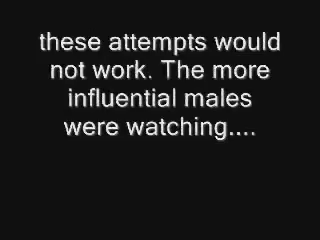 these attempts would
not work. The more
influential males
were watching....